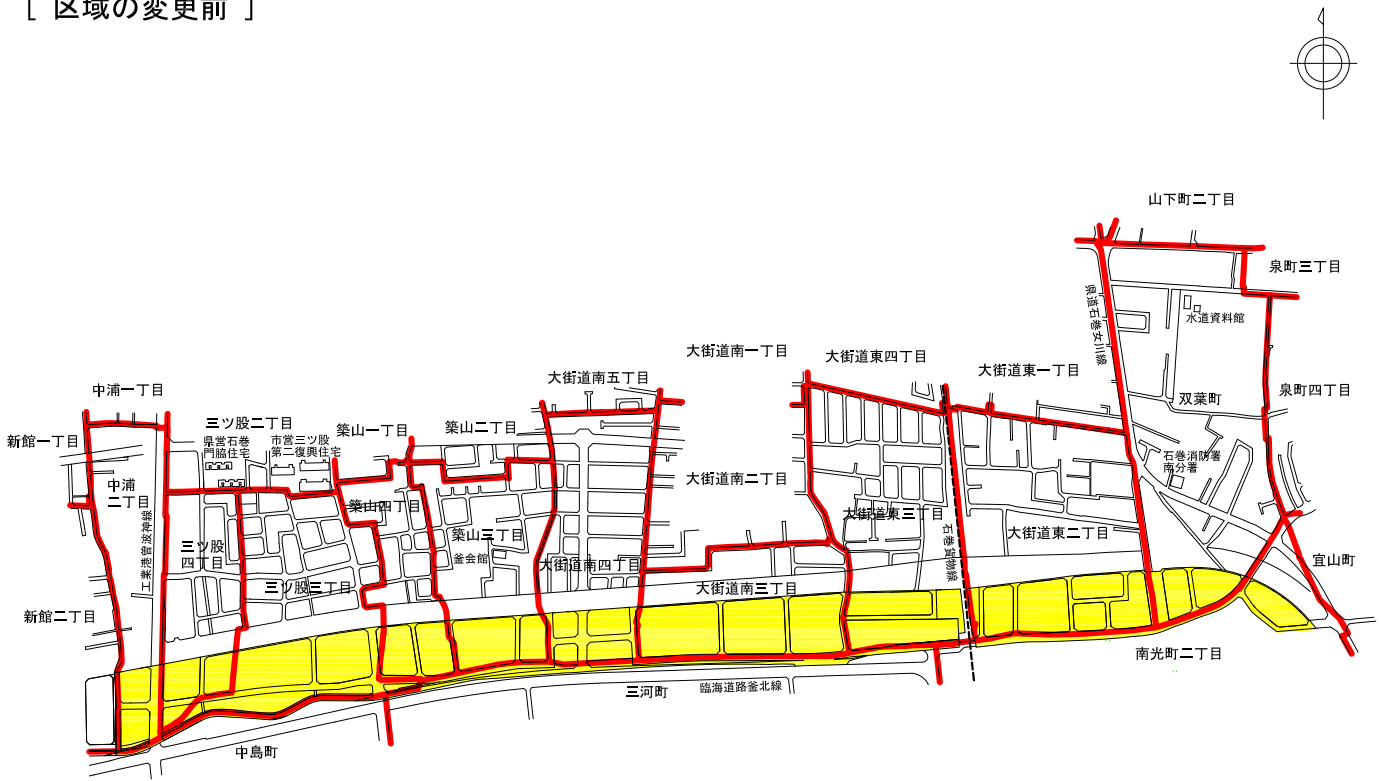 [ 区域の変更前 ]
山下町二丁目
泉町三丁目
県道石巻女川線
水道資料館
大街道南一丁目
大街道東四丁目
大街道東一丁目
中浦一丁目
大街道南五丁目
泉町四丁目
双葉町
三ツ股二丁目
築山一丁目
築山二丁目
新館一丁目
県営石巻
門脇住宅
市営三ツ股
第二復興住宅
石巻消防署
南分署
中浦
二丁目
大街道南二丁目
築山四丁目
大街道東三丁目
工業港曽波神線
石巻貨物線
築山三丁目
大街道東二丁目
三ツ股
四丁目
釜会館
大街道南四丁目
宜山町
三ツ股三丁目
大街道南三丁目
新館二丁目
南光町二丁目
三河町
臨海道路釜北線
中島町